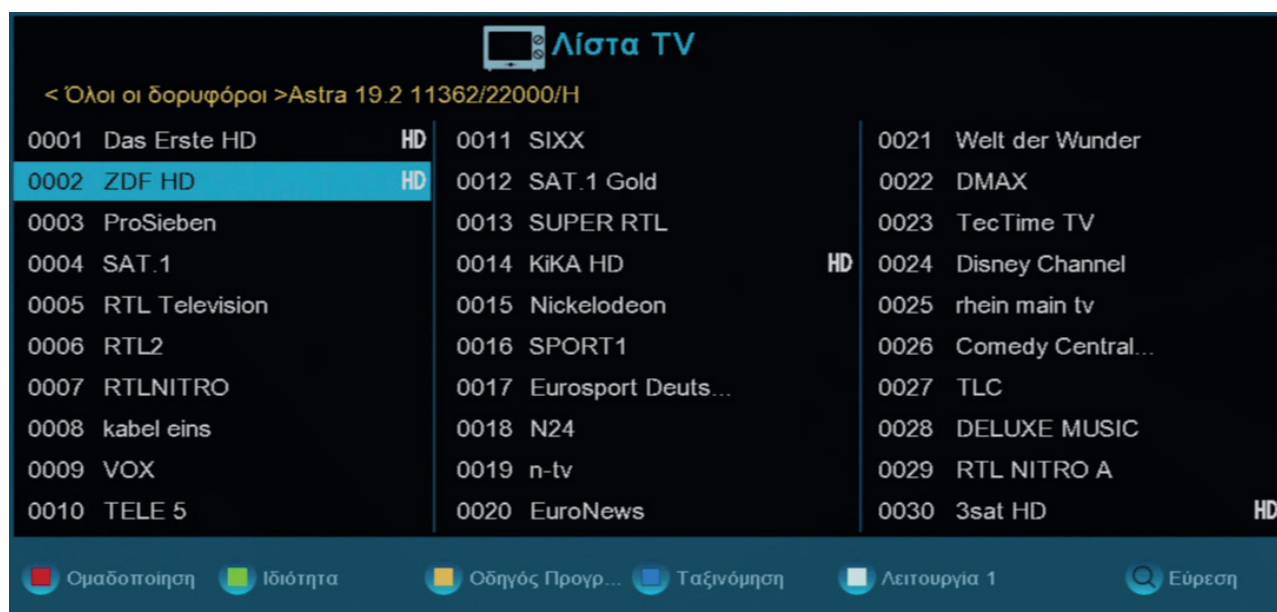 Λίστα TV
< Όλοι οι δορυφόροι >Astra 19.2 11362/22000/H
0001 Das Erste HD HD
0002 ZDF HD HD
0003 ProSieben
0004 SAT.1
0005 RTL Television
0006 RTL2
0007 RTLNITRO
0008 kabel eins
0009 VOX
0010 TELE 5
0011 SIXX
0012 SAT.1 Gold
0013 SUPER RTL
0014 KiKA HD HD
0015 Nickelodeon
0016 SPORT1
0017 Eurosport Deuts...
0018 N24
0019 n-tv
0020 EuroNews
0021 Welt der Wunder
0022 DMAX
0023 TecTime TV
0024 Disney Channel
0025 rhein main tv
0026 Comedy Central...
0027 TLC
0028 DELUXE MUSIC
0029 RTL NITRO A
0030 3sat HD HD
Ομαδοποίηση Ιδιότητα Οδηγός Προγρ... Ταξινόμηση Λειτουργία 1 Εύρεση